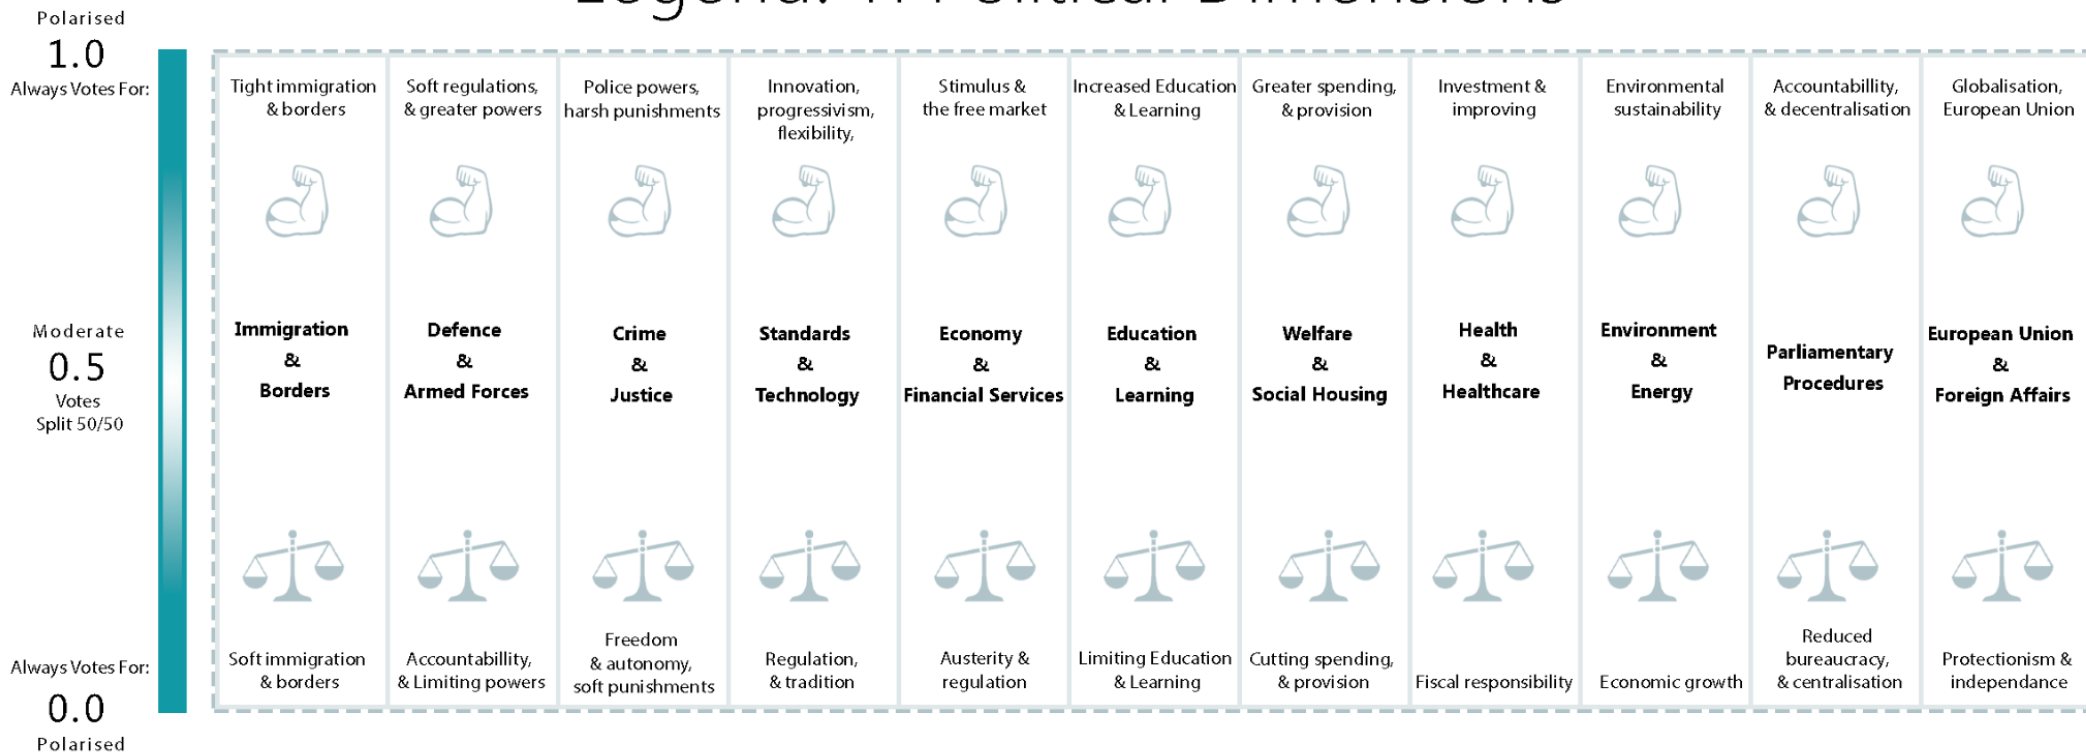 Legend: 11 Political Dimensions
Polarised
1.0
Always Votes For:
Tight immigration
& borders
Soft regulations,
& greater powers
Police powers,
harsh punishments
Innovation,
progressivism,
flexibility,
Stimulus &
the free market
Increased Education
& Learning
Greater spending,
& provision
Investment &
improving
Environmental
sustainability
Accountabillity,
& decentralisation
Globalisation,
European Union
Moderate
0.5
Votes
Split 50/50
Immigration
&
Borders
Defence
&
Armed Forces
Crime
&
Justice
Standards
&
Technology
Economy
&
Financial Services
Education
&
Learning
Welfare
&
Social Housing
Health
&
Healthcare
Environment
&
Energy
Parliamentary
Procedures
European Union
&
Foreign Affairs
Always Votes For:
0.0
Polarised
Soft immigration
& borders
Accountabillity,
& Limiting powers
Freedom
& autonomy,
soft punishments
Regulation,
& tradition
Austerity &
regulation
Limiting Education
& Learning
Cutting spending,
& provision
Fiscal responsibility
Economic growth
Reduced
bureaucracy,
& centralisation
Protectionism &
independance